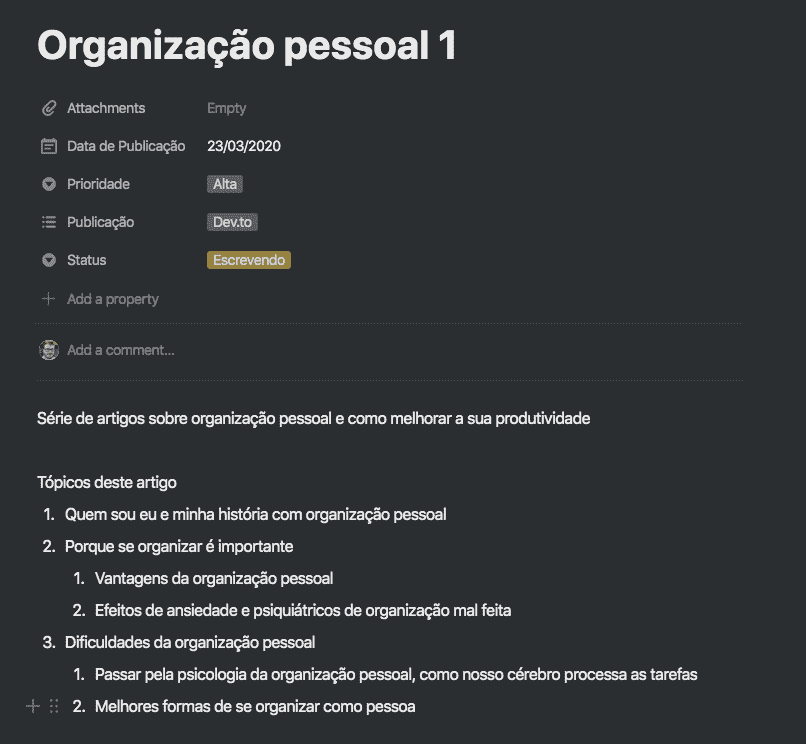 Organização pessoal 1
Attachments Empty
Data de Publicação 23/03/2020
Prioridade Alta
Publicação Dev.to
Status Escrevendo
Add a property
Add a comment...
Série de artigos sobre organização pessoal e como melhorar a sua produtividade
Tópicos deste artigo
1. Quem sou eu e minha história com organização pessoal
2. Porque se organizar é importante
1. Vantagens da organização pessoal
2. Efeitos de ansiedade e psiquiátricos de organização mal feita
3. Dificuldades da organização pessoal
1. Passar pela psicologia da organização pessoal, como nosso cérebro processa as tarefas
2. Melhores formas de se organizar como pessoa